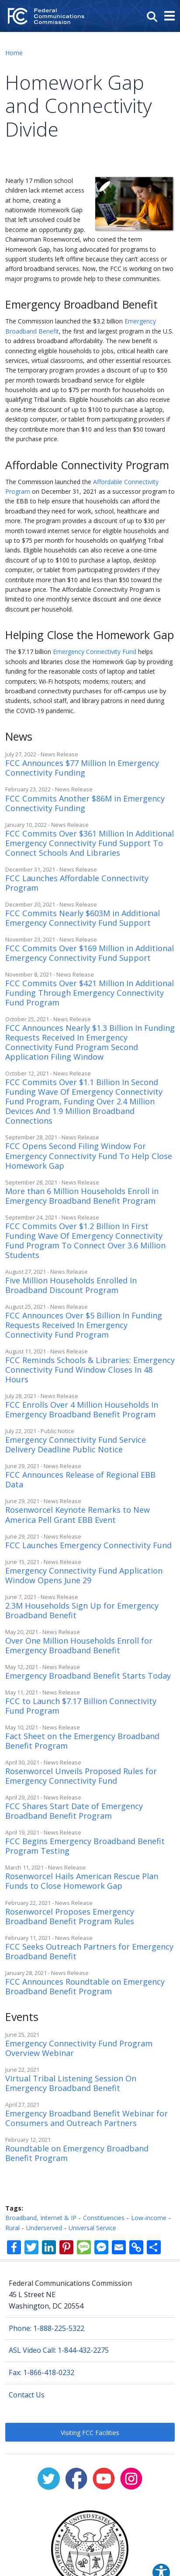 Federal
Communications
Commission
Home
Homework Gap
and Connectivity
Divide
Nearly 17 million school
children lack internet access
at home, creating a
nationwide Homework Gap
that left unsolved could be
become an opportunity gap.
Chairwoman Rosenworcel, who coined the term
Homework Gap, has long advocated for programs to
support students left offline because they can't access or
afford broadband services. Now, the FCC is working on two
major programs to address the homework and others.
Emergency Broadband Benefit
The Commission launched the $3.2 billion Emergency
Broadband Benefit, the first and largest program in the U.S.
to address the affordability of internet access and
connecting eligible households to jobs, critical health care
services, virtual classrooms, and other essential services.
The temporary program provided a discount of up to $50
per month towards broadband service for eligible
households and up to $75 per month for households on
qualifying Tribal lands. Eligible households could also receive
a one-time discount of up to $100 to purchase a laptop,
desktop computer, or tablet from participating providers if
they contributed more than $10 and less than $50 toward
the purchase price.
Affordable Connectivity Program
The Commission launched the Affordable Connectivity
Program on December 31, 2021 as a successor program to
the EBB to help ensure that households can afford the
broadband they need for work, school, healthcare and
more. The program provides a discount of up to $30 per
month toward internet service for eligible households and
up to $75 per month for households on qualifying Tribal
lands. Eligible households can also receive a one-time
discount of up to $100 to purchase a laptop, desktop
computer, or tablet from participating providers if they
contribute more than $10 and less than $50 toward the
purchase price. The Affordable Connectivity Program is
limited to one monthly service discount and one device
discount per household.
Helping Close the Homework Gap
The $7.17 billion Emergency Connectivity Fund helps
schools and libraries close the Homework Gap by providing
funding for the reasonable costs of laptop and tablet
computers; Wi-Fi hotspots; modems; routers; and
broadband connectivity purchases for off-campus use by
students, school staff, and library patrons in need during
the COVID-19 pandemic.
News
July 27, 2022 - News Release
FCC Announces $77 Million In Emergency
Connectivity Funding
February 23, 2022 - News Release
FCC Commits Another $86M in Emergency
Connectivity Funding
January 10, 2022 - News Release
FCC Commits Over $361 Million In Additional
Emergency Connectivity Fund Support To
Connect Schools And Libraries
December 31, 2021 - News Release
FCC Launches Affordable Connectivity
Program
December 20, 2021 - News Release
FCC Commits Nearly $603M in Additional
Emergency Connectivity Fund Support
November 23, 2021 - News Release
FCC Commits Over $169 Million in Additional
Emergency Connectivity Fund Support
November 8, 2021 - News Release
FCC Commits Over $421 Million In Additional
Funding Through Emergency Connectivity
Fund Program
October 25, 2021 - News Release
FCC Announces Nearly $1.3 Billion In Funding
Requests Received In Emergency
Connectivity Fund Program Second
Application Filing Window
October 12, 2021 - News Release
FCC Commits Over $1.1 Billion In Second
Funding Wave Of Emergency Connectivity
Fund Program, Funding Over 2.4 Million
Devices And 1.9 Million Broadband
Connections
September 28, 2021 - News Release
FCC Opens Second Filing Window For
Emergency Connectivity Fund To Help Close
Homework Gap
September 28, 2021 - News Release
More than 6 Million Households Enroll in
Emergency Broadband Benefit Program
September 24, 2021 - News Release
FCC Commits Over $1.2 Billion In First
Funding Wave Of Emergency Connectivity
Fund Program To Connect Over 3.6 Million
Students
August 27, 2021 - News Release
Five Million Households Enrolled in
Broadband Discount Program
August 25, 2021 - News Release
FCC Announces Over $5 Billion In Funding
Requests Received In Emergency
Connectivity Fund Program
August 11, 2021 - News Release
FCC Reminds Schools & Libraries: Emergency
Connectivity Fund Window Closes in 48
Hours
July 28, 2021 - News Release
FCC Enrolls Over 4 Million Households In
Emergency Broadband Benefit Program
July 22, 2021 - Public Notice
Emergency Connectivity Fund Service
Delivery Deadline Public Notice
June 29, 2021 - News Release
FCC Announces Release of Regional EBB
Data
June 29, 2021 - News Release
Rosenworcel Keynote Remarks to New
America Pell Grant EBB Event
June 29, 2021 - News Release
FCC Launches Emergency Connectivity Fund
June 15, 2021 - News Release
Emergency Connectivity Fund Application
Window Opens June 29
June 7, 2021 - News Release
2.3M Households Sign Up for Emergency
Broadband Benefit
May 20, 2021 - News Release
Over One Million Households Enroll for
Emergency Broadband Benefit
May 12, 2021 - News Release
Emergency Broadband Benefit Starts Today
May 11, 2021 - News Release
FCC to Launch $7.17 Billion Connectivity
Fund Program
May 10, 2021 - News Release
Fact Sheet on the Emergency Broadband
Benefit Program
April 30, 2021 - News Release
Rosenworcel Unveils Proposed Rules for
Emergency Connectivity Fund
April 29, 2021 - News Release
FCC Shares Start Date of Emergency
Broadband Benefit Program
April 19, 2021 - News Release
FCC Begins Emergency Broadband Benefit
Program Testing
March 11, 2021 - News Release
Rosenworcel Hails American Rescue Plan
Funds to Close Homework Gap
February 22, 2021 - News Release
Rosenworcel Proposes Emergency
Broadband Benefit Program Rules
February 11, 2021 - News Release
FCC Seeks Outreach Partners for Emergency
Broadband Benefit
January 28, 2021 - News Release
FCC Announces Roundtable on Emergency
Broadband Benefit Program
Events
June 25, 2021
Emergency Connectivity Fund Program
Overview Webinar
June 22, 2021
Virtual Tribal Listening Session On
Emergency Broadband Benefit
April 27, 2021
Emergency Broadband Benefit Webinar for
Consumers and Outreach Partners
February 12, 2021
Roundtable on Emergency Broadband
Benefit Program
Tags:
Broadband, Internet & IP - Constituencies - Low-income -
Rural - Underserved - Universal Service
Federal Communications Commission
45 L Street NE
Washington, DC 20554
Phone: 1-888-225-5322
ASL Video Call: 1-844-432-2275
Fax: 1-866-418-0232
Contact Us
Visiting FCC Facilities